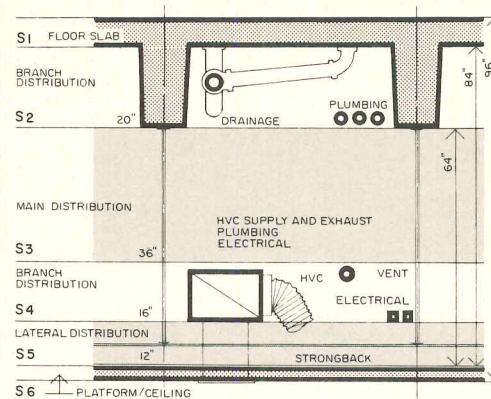 S1 FLOOR SLAB
BRANCH
DISTRIBUTION
S2 20"
DRAINAGE
PLUMBING
84"
96"
64"
MAIN DISTRIBUTION
HVC SUPPLY AND EXHAUST
PLUMBING
ELECTRICAL
S3 36"
BRANCH
DISTRIBUTION
HVC
VENT
ELECTRICAL
S4 16"
LATERAL DISTRIBUTION
S5 12"
STRONGBACK
S6 PLATFORM/CEILING